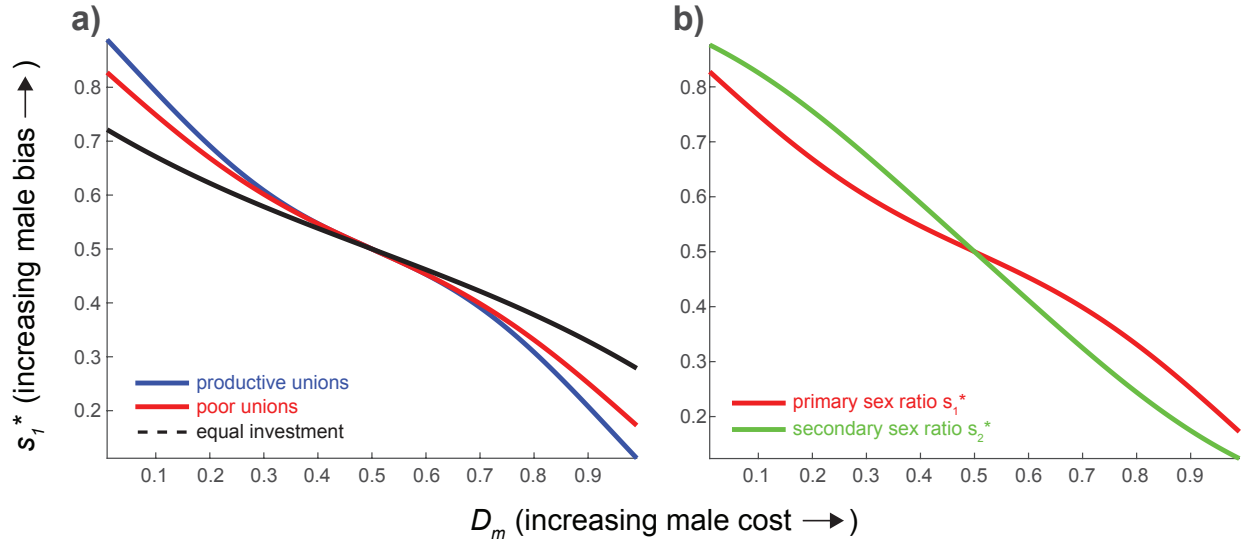 a)
s1* (increasing male bias →)
0.8
0.7
0.6
0.5
0.4
0.3
0.2
productive unions
poor unions
equal investment
0.1 0.2 0.3 0.4 0.5 0.6 0.7 0.8 0.9
b)
0.8
0.7
0.6
0.5
0.4
0.3
0.2
primary sex ratio s1*
secondary sex ratio s2*
0.1 0.2 0.3 0.4 0.5 0.6 0.7 0.8 0.9
Dm (increasing male cost →)